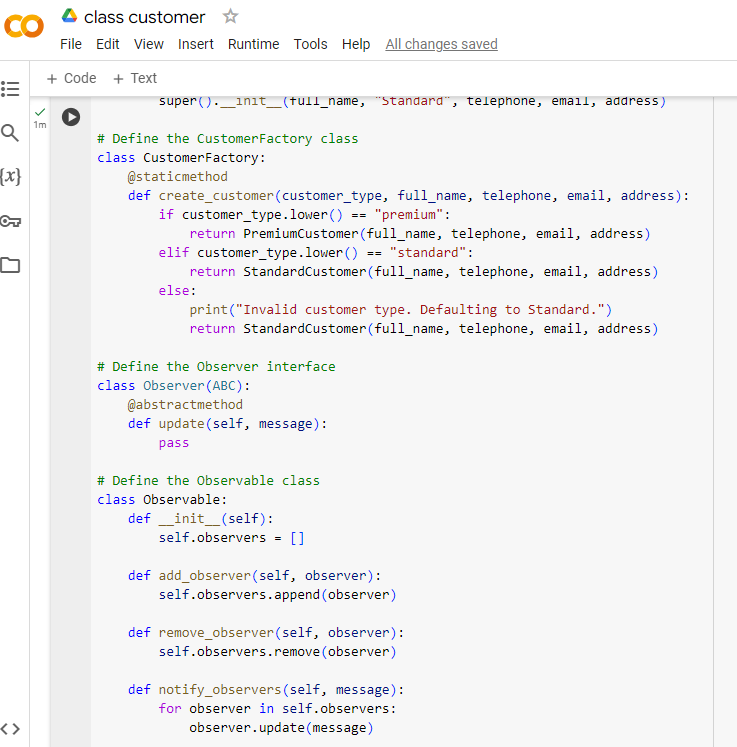 class customer
File Edit View Insert Runtime Tools Help All changes saved
+ Code + Text
super().__init__(full_name, "Standard", telephone, email, address)
1m
# Define the CustomerFactory class
class CustomerFactory:
    @staticmethod
    def create_customer(customer_type, full_name, telephone, email, address):
        if customer_type.lower() == "premium":
            return PremiumCustomer(full_name, telephone, email, address)
        elif customer_type.lower() == "standard":
            return StandardCustomer(full_name, telephone, email, address)
        else:
            print("Invalid customer type. Defaulting to Standard.")
            return StandardCustomer(full_name, telephone, email, address)
# Define the Observer interface
class Observer(ABC):
    @abstractmethod
    def update(self, message):
        pass
# Define the Observable class
class Observable:
    def __init__(self):
        self.observers = []
    def add_observer(self, observer):
        self.observers.append(observer)
    def remove_observer(self, observer):
        self.observers.remove(observer)
    def notify_observers(self, message):
        for observer in self.observers:
            observer.update(message)